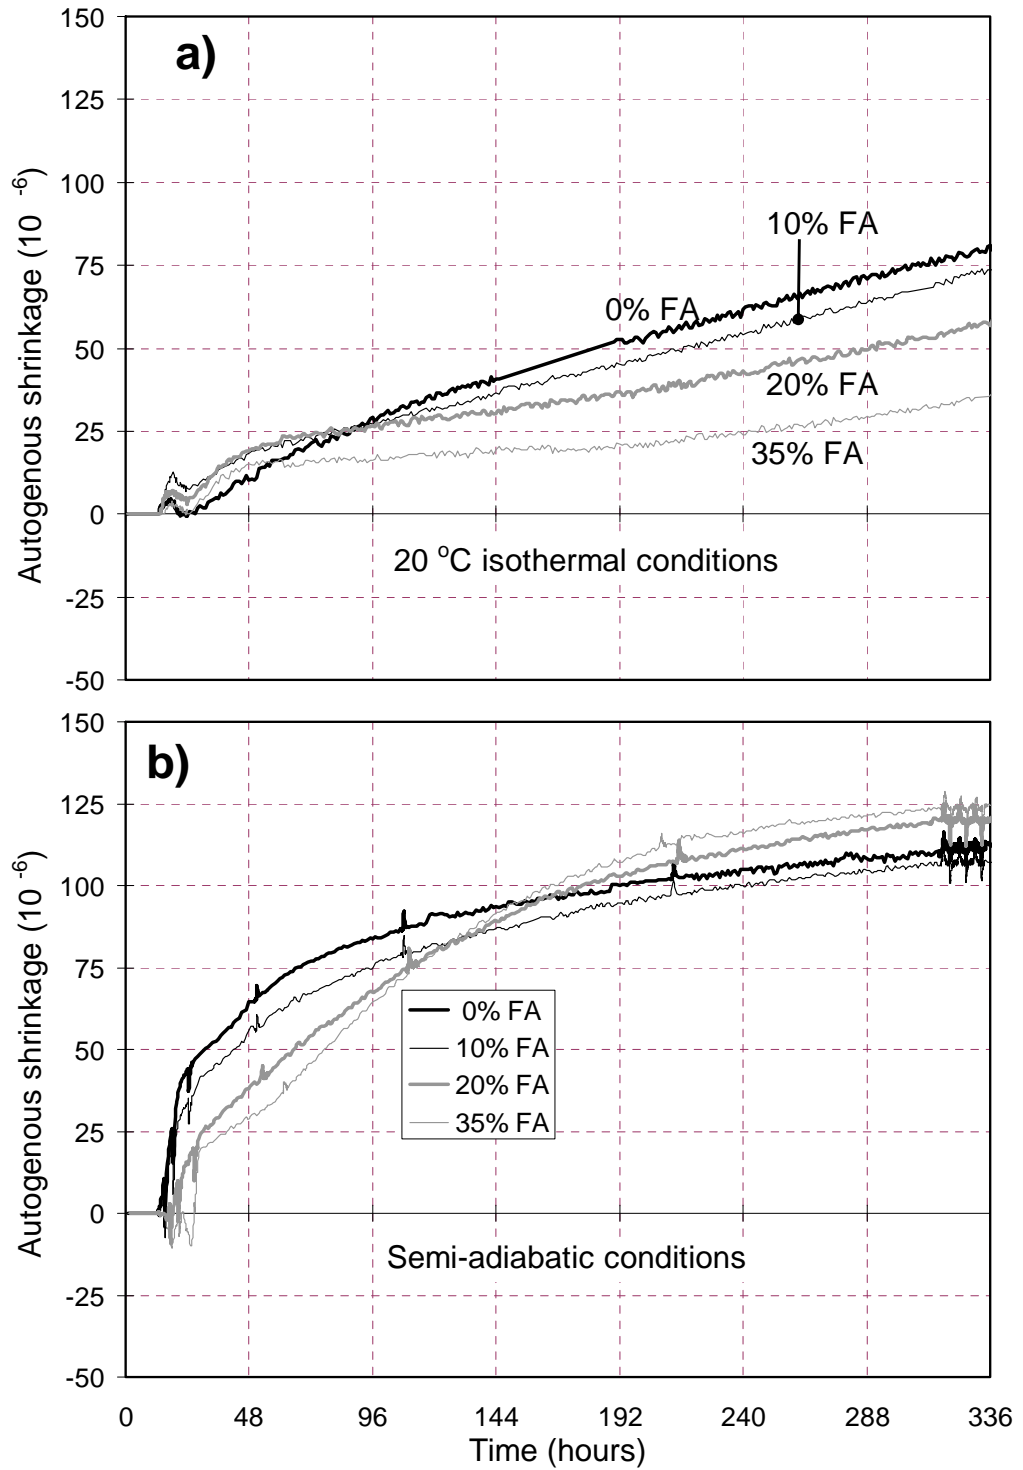 a)
150
125
100
75
50
25
0
-25
-50
Autogenous shrinkage (10 -6)
10% FA
0% FA
20% FA
35% FA
20 oC isothermal conditions
b)
150
125
100
75
50
25
0
-25
-50
Autogenous shrinkage (10 -6)
0% FA
10% FA
20% FA
35% FA
Semi-adiabatic conditions
0 48 96 144 192 240 288 336
Time (hours)